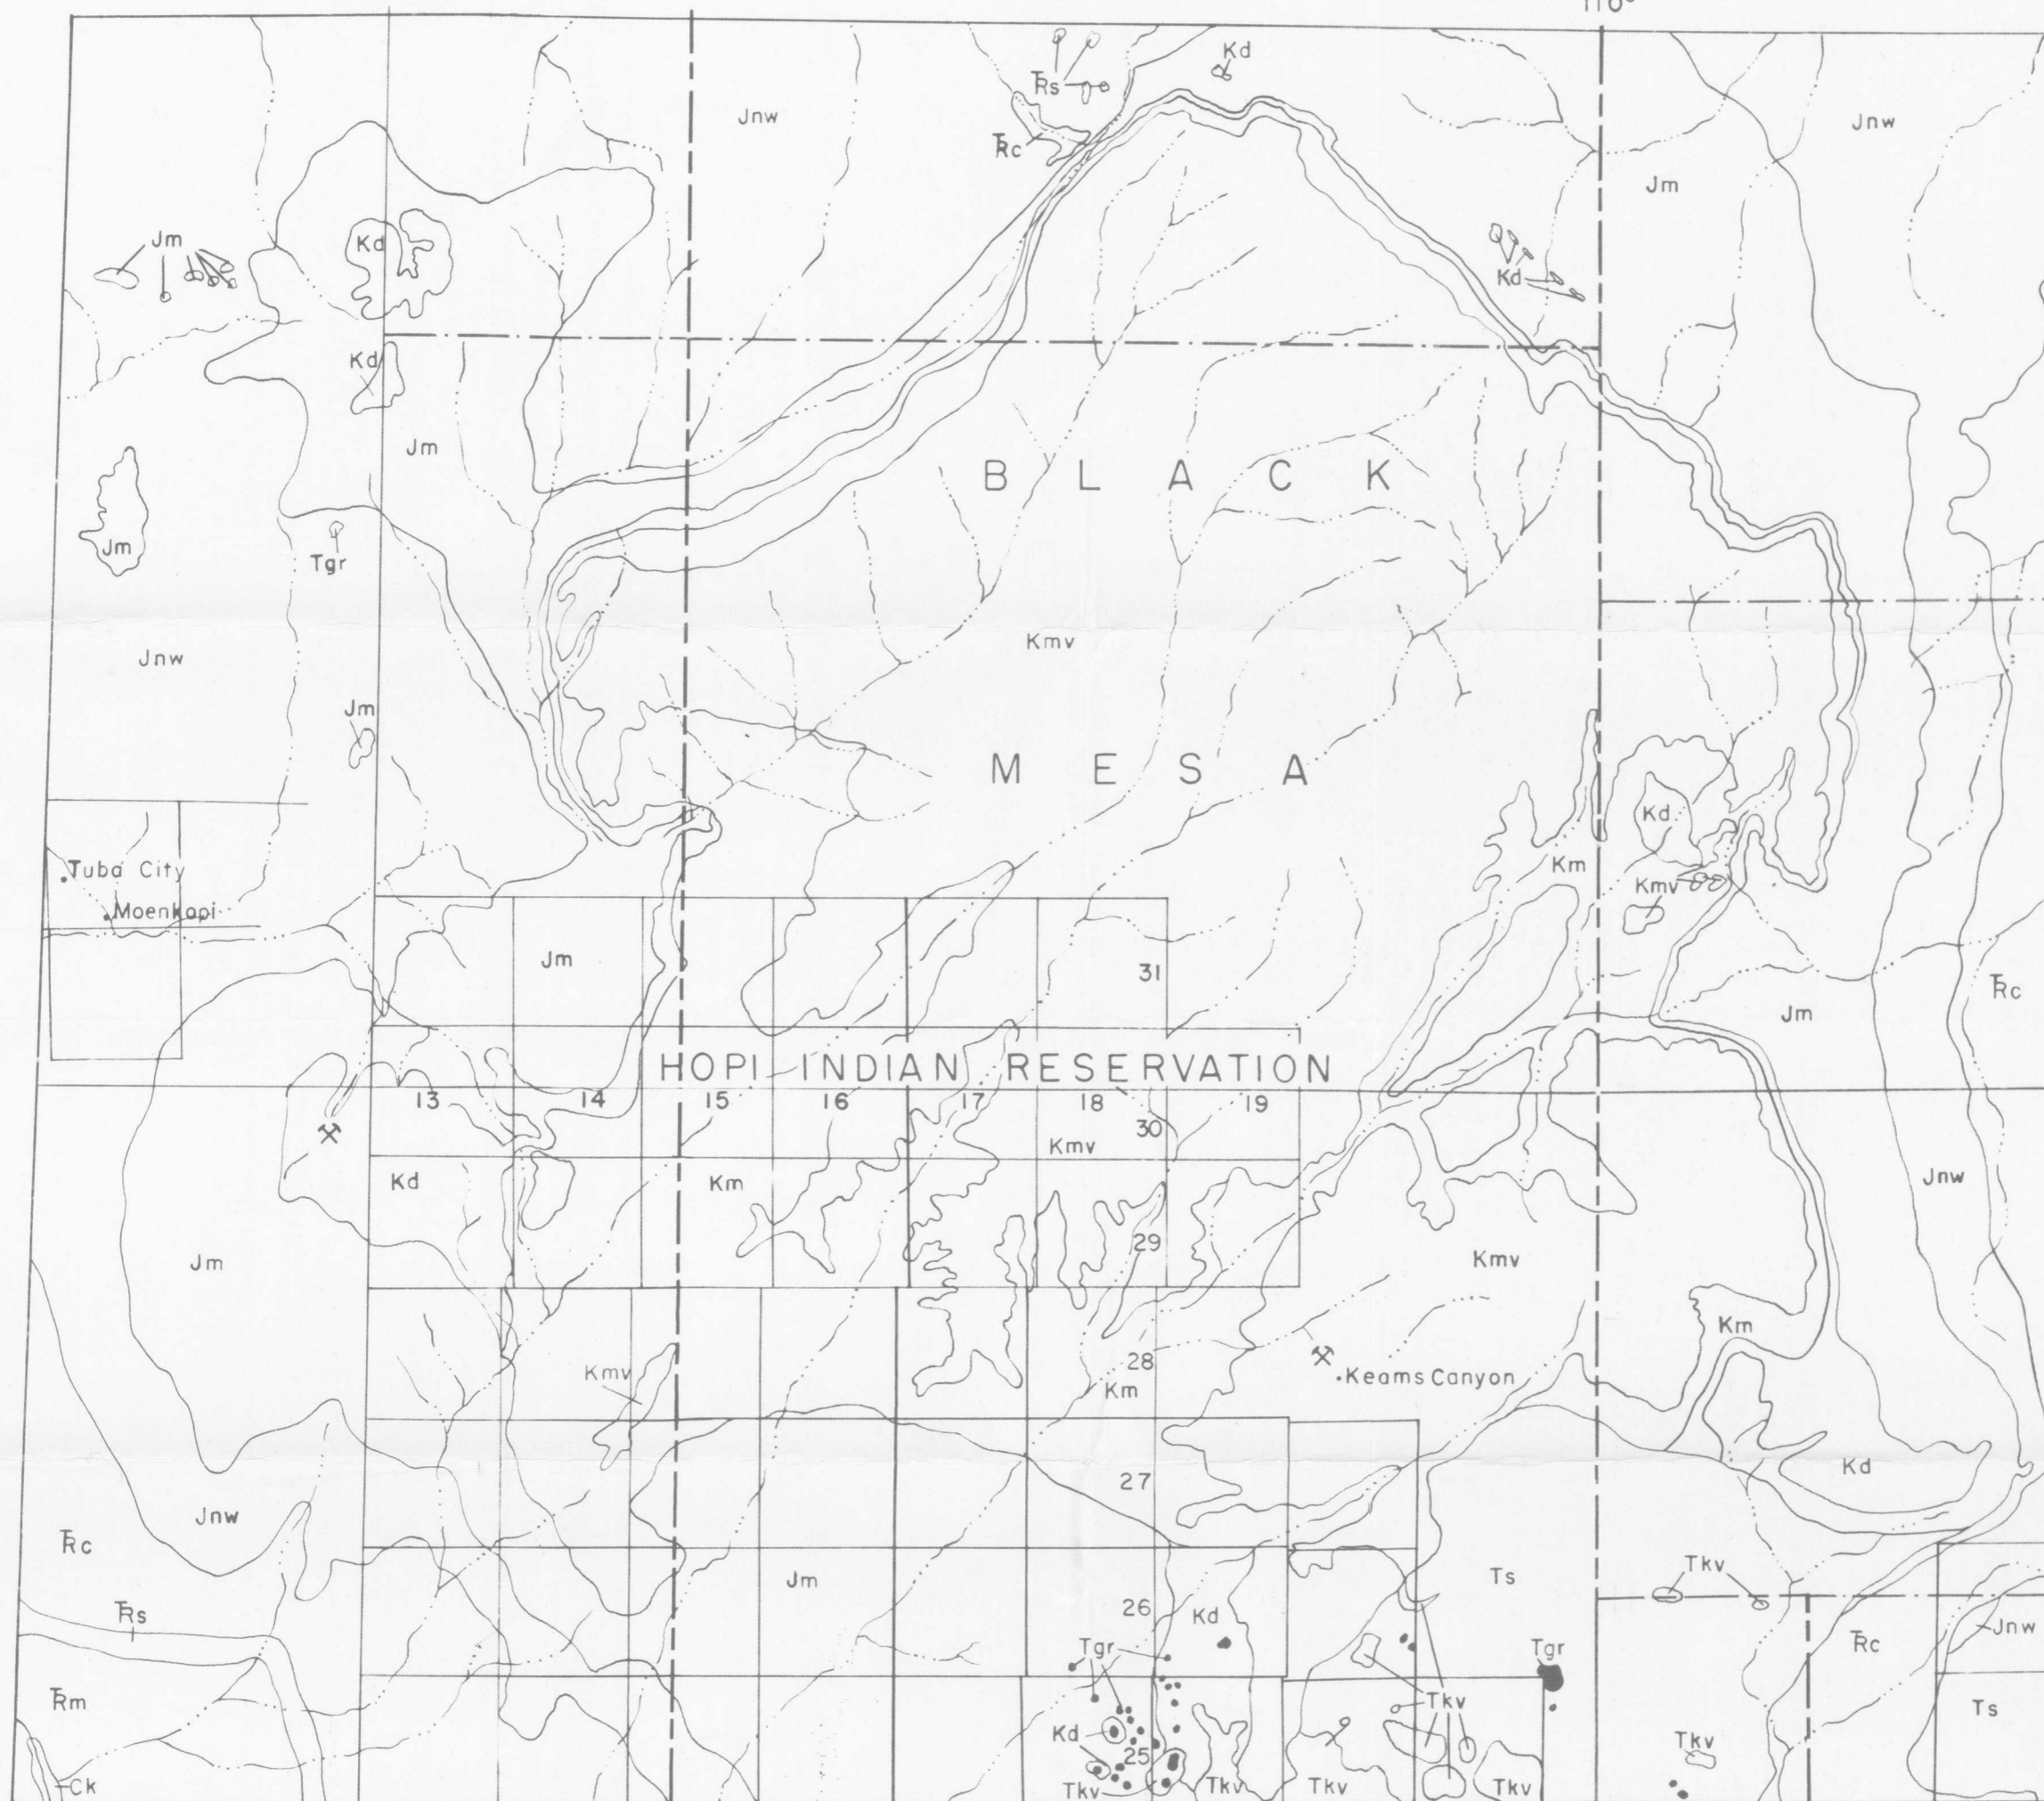 110°
Kd
T̅Rs
Jnw
Jnw
T̅Rc
Jm
Jm
Kd
Kd
Kd
Jm
B L A C K
Jm
Tgr
Kmv
Jnw
Jm
M E S A
Kd
Km
Tuba City
Kmv
Moenkopi
Jm
31
T̅Rc
Jm
HOPI INDIAN RESERVATION
13 14 15 16 17 18 19
30
Kmv
Kd
Km
Jnw
29
Jm
Kmv
Km
28
Kmv
Keams Canyon
Km
Kd
27
Jnw
T̅Rc
Tkv
Ts
Jm
26
Kd
T̅Rs
Jnw
T̅Rc
Tgr
Tgr
T̅Rm
Tkv
Ts
Kd
Tkv
25
Ck
Tkv
Tkv
Tkv
Tkv